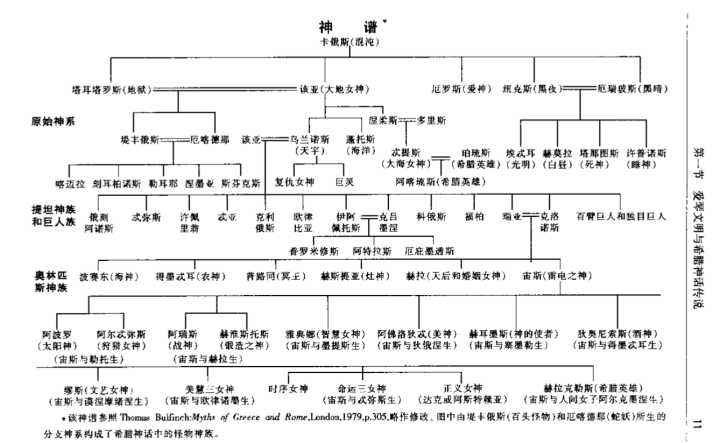 神 谱*
卡俄斯(混沌)
塔耳塔罗斯(地狱) 该亚(大地女神) 厄罗斯(爱神) 纽克斯(黑夜) 厄瑞玻斯(黑暗)
原始神系
涅柔斯 多里斯
堤丰俄斯 厄喀德那 该亚 乌兰诺斯(天宇) 蓬托斯(海洋) 忒提斯(大海女神) 珀琉斯(希腊英雄) 埃忒耳(光明) 赫莫拉(白昼) 塔那图斯(死神) 许普诺斯(睡神)
喀迈拉 刻耳柏诺斯 勒耳那 涅墨亚 斯芬克斯 复仇女神 巨灵 阿喀琉斯(希腊英雄)
提坦神族和巨人族
俄刻阿诺斯 忒弥斯 许佩里翁 忒亚 克利俄斯 欧律比亚 伊阿佩托斯 克吕墨涅 科俄斯 福柏 瑞亚 克洛诺斯 百臂巨人和独目巨人
普罗米修斯 阿特拉斯 厄庇墨透斯
奥林匹斯神族
波赛东(海神) 得墨忒耳(农神) 普路同(冥王) 赫斯提亚(灶神) 赫拉(天后和婚姻女神) 宙斯(雷电之神)
阿波罗 阿尔忒弥斯 阿瑞斯 赫维斯托斯 雅典娜(智慧女神) 阿佛洛狄忒(美神) 赫耳墨斯(神的使者) 狄奥尼索斯(酒神)
(太阳神) (狩猎女神) (战神) (锻造之神) (宙斯与墨提斯生) (宙斯与狄俄涅生) (宙斯与塞墨勒生) (宙斯与得墨忒耳生)
(宙斯与勒托生) (宙斯与赫拉生)
缪斯(文艺女神) 美慧三女神 时序女神 命运三女神 正义女神 赫拉克勒斯(希腊英雄)
(宙斯与谟涅摩绪涅生) (宙斯与欧律诺墨生) (宙斯与忒弥斯生) (达克或阿斯特赖亚) (宙斯与人间女子阿尔克墨涅生)
*该神谱参照Thomas Bulfinch:Myths of Greece and Rome,London,1979,p.305,略作修改。图中由堤丰俄斯(百头怪物)和厄喀德那(蛇妖)所生的
分支神系构成了希腊神话中的怪物神族。
第一节 爱琴文明与希腊神话传说
11